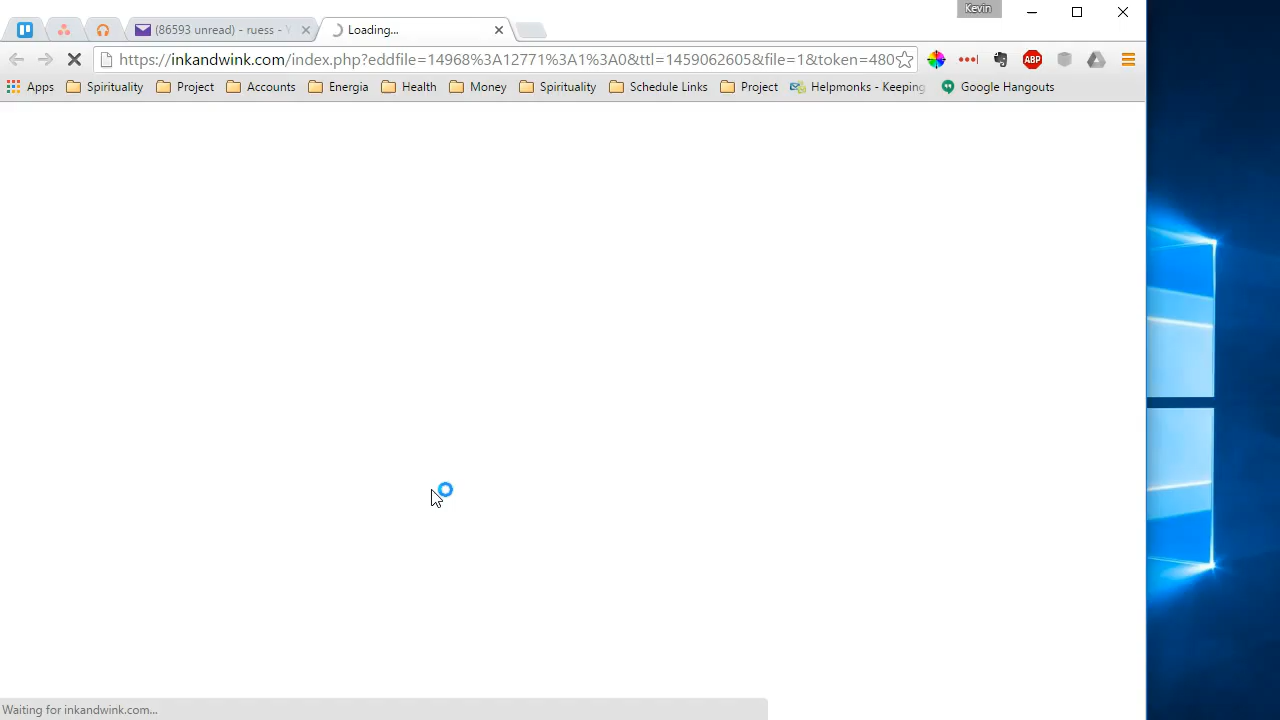 Kevin
(86593 unread) - ruess - Y
Loading...
https://inkandwink.com/index.php?ddfile=14968%3A12771%3A1%3A0&ttl=1459062605&file=1&token=480
ABP
Apps Spirituality Project Accounts Energia Health Money Spirituality Schedule Links Project Helpmonks - Keeping Google Hangouts
Waiting for inkandwink.com...